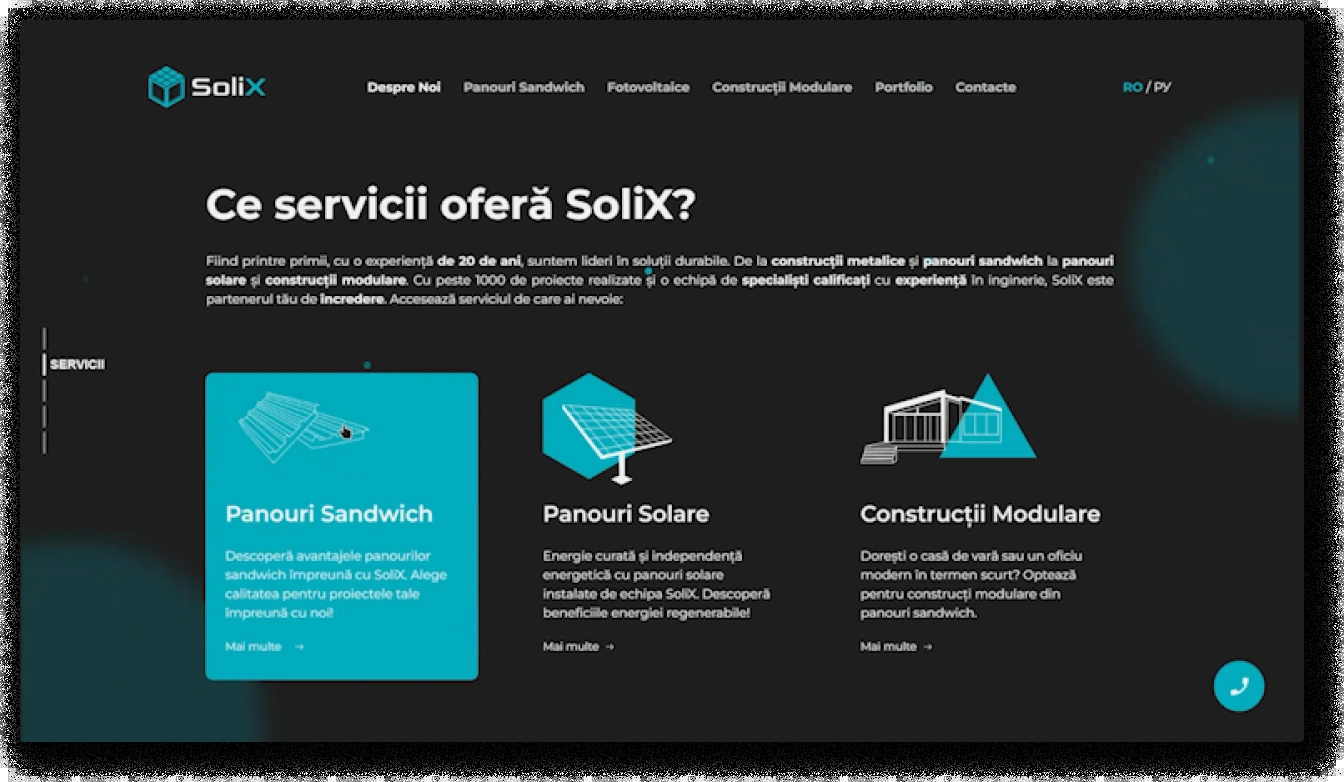 SoliX
Despre Noi Panouri Sandwich Fotovoltaice Construcții Modulare Portfolio Contacte RO / РУ
Ce servicii oferă SoliX?
Fiind printre primii, cu o experiență de 20 de ani, suntem lideri în soluții durabile. De la construcții metalice și panouri sandwich la panouri
solare și construcții modulare. Cu peste 1000 de proiecte realizate și o echipă de specialiști calificați cu experiență în inginerie, SoliX este
partenerul tău de încredere. Accesează serviciul de care ai nevoie:
SERVICII
Panouri Sandwich
Descoperă avantajele panourilor
sandwich împreună cu SoliX. Alege
calitatea pentru proiectele tale
împreună cu noi!
Mai multe →
Panouri Solare
Energie curată și independență
energetică cu panouri solare
instalate de echipa SoliX. Descoperă
beneficiile energiei regenerabile!
Mai multe →
Construcții Modulare
Dorești o casă de vară sau un oficiu
modern în termen scurt? Optează
pentru construcți modulare din
panouri sandwich.
Mai multe →